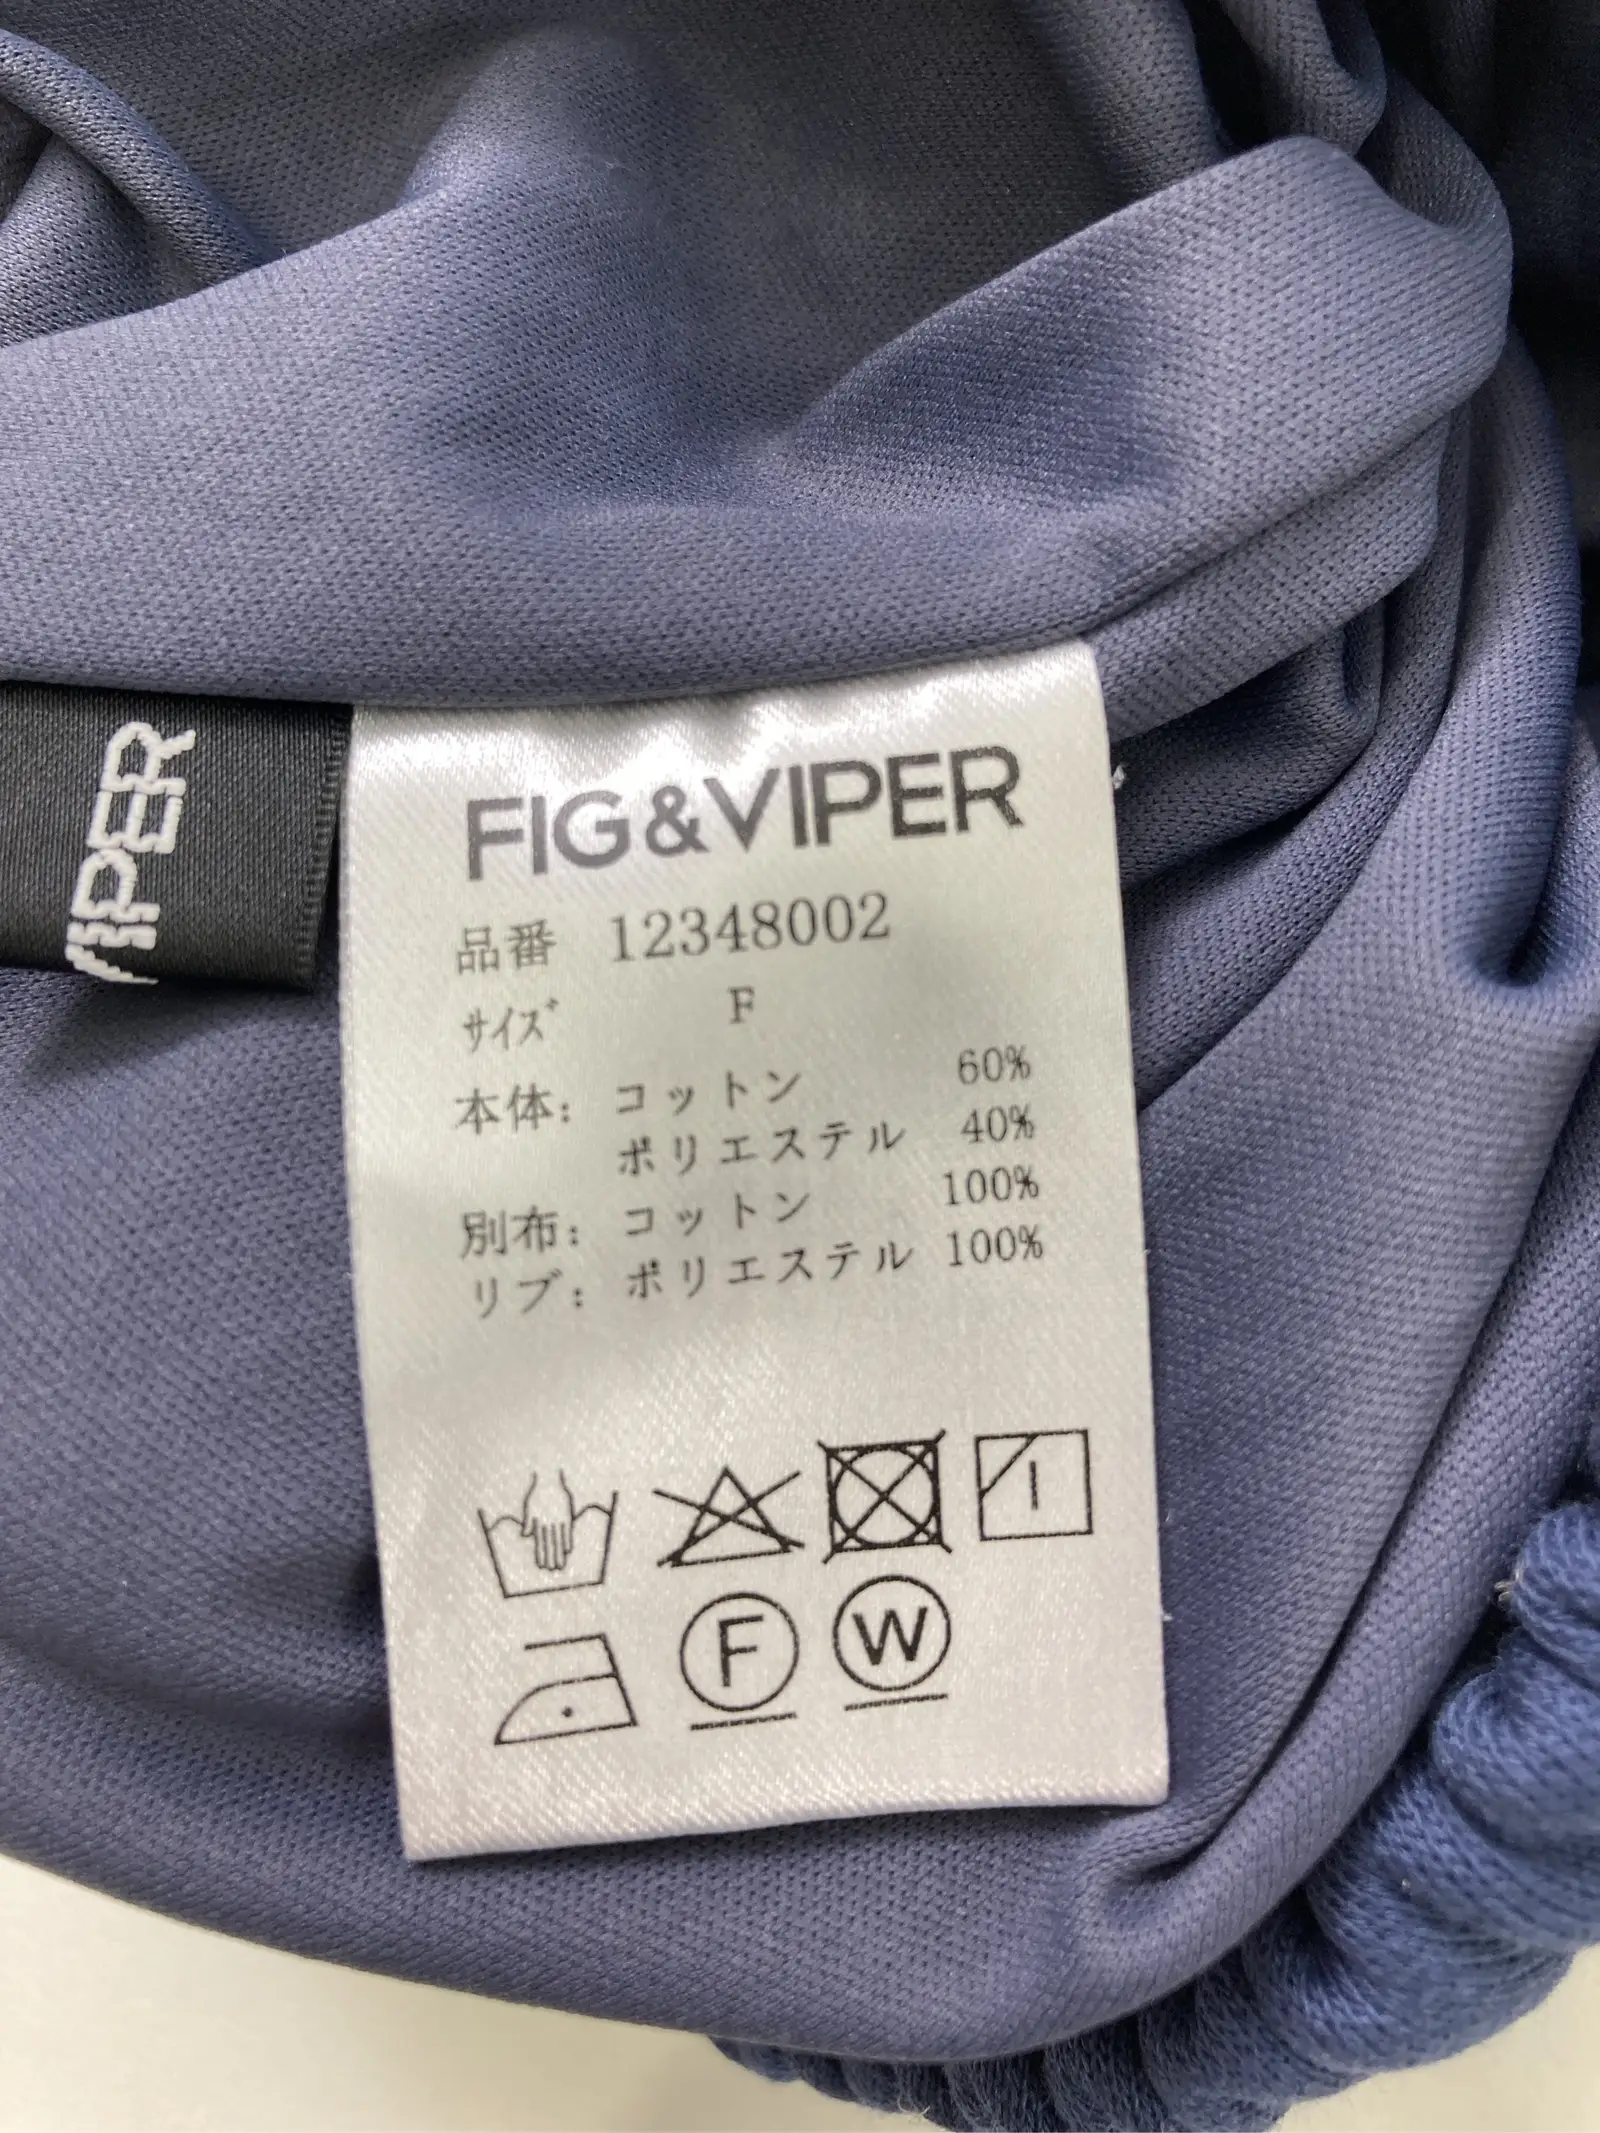 VIPER
FIG&VIPER
品番 12348002
サイズ F
本体: コットン 60%
ポリエステル 40%
別布: コットン 100%
リブ: ポリエステル 100%
F W